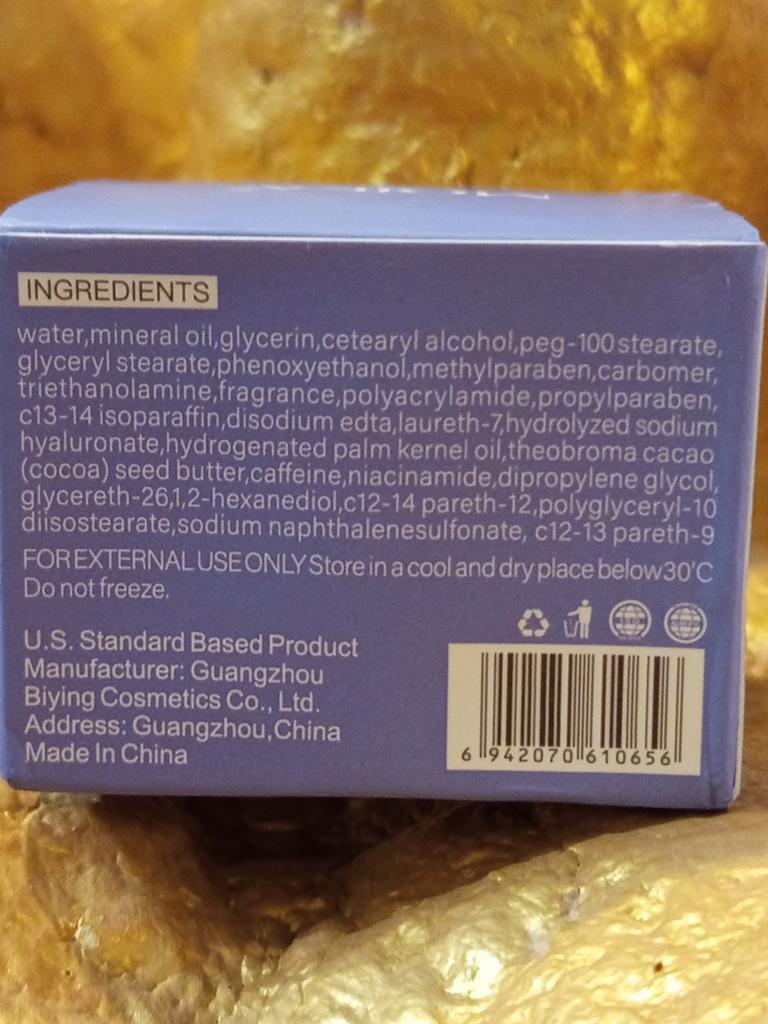 INGREDIENTS
water,mineral oil,glycerin,cetearyl alcohol,peg-100 stearate,
glyceryl stearate,phenoxyethanol,methylparaben,carbomer,
triethanolamine,fragrance,polyacrylamide,propylparaben,
c13-14 isoparaffin,disodium edta,laureth-7,hydrolyzed sodium
hyaluronate,hydrogenated palm kernel oil,theobroma cacao
(cocoa) seed butter,caffeine,niacinamide,dipropylene glycol,
glycereth-26,1,2-hexanediol,c12-14 pareth-12,polyglyceryl-10
diisostearate,sodium naphthalenesulfonate, c12-13 pareth-9
FOR EXTERNAL USE ONLY Store in a cool and dry place below 30'C
Do not freeze.
U.S. Standard Based Product
Manufacturer: Guangzhou
Biying Cosmetics Co., Ltd.
Address: Guangzhou,China
Made In China
6 942070 610656